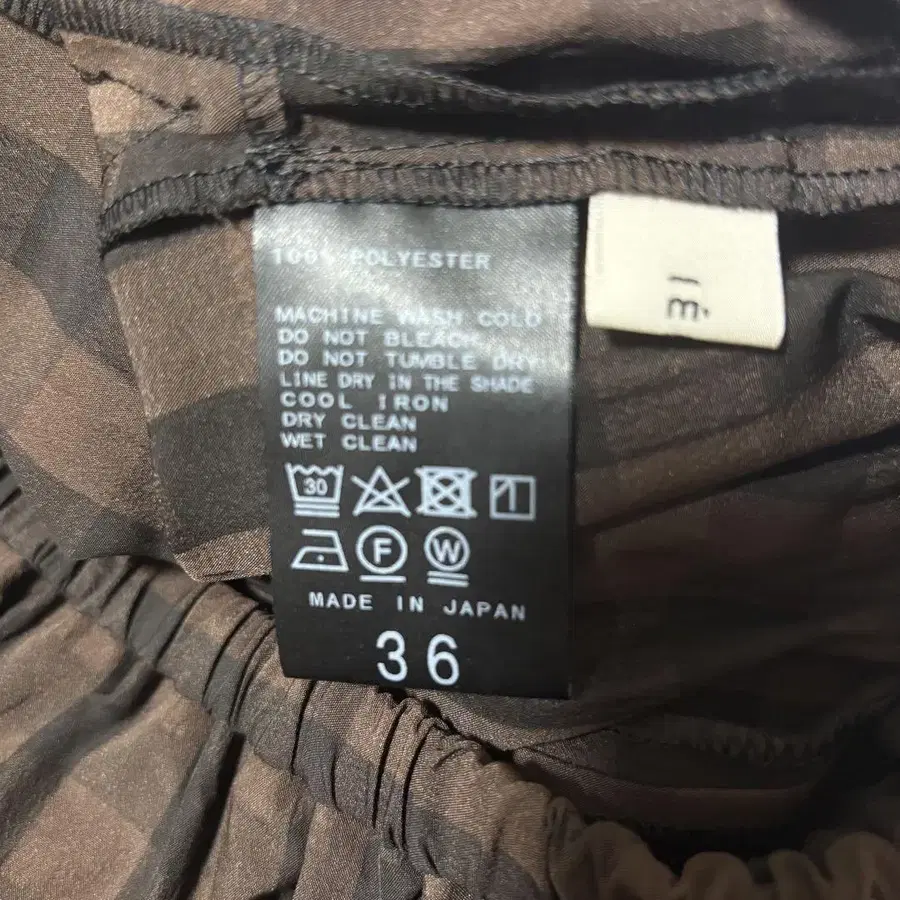 100% POLYESTER
MACHINE WASH COLD
DO NOT BLEACH
DO NOT TUMBLE DRY
LINE DRY IN THE SHADE
COOL IRON
DRY CLEAN
WET CLEAN
30
F W
MADE IN JAPAN
36